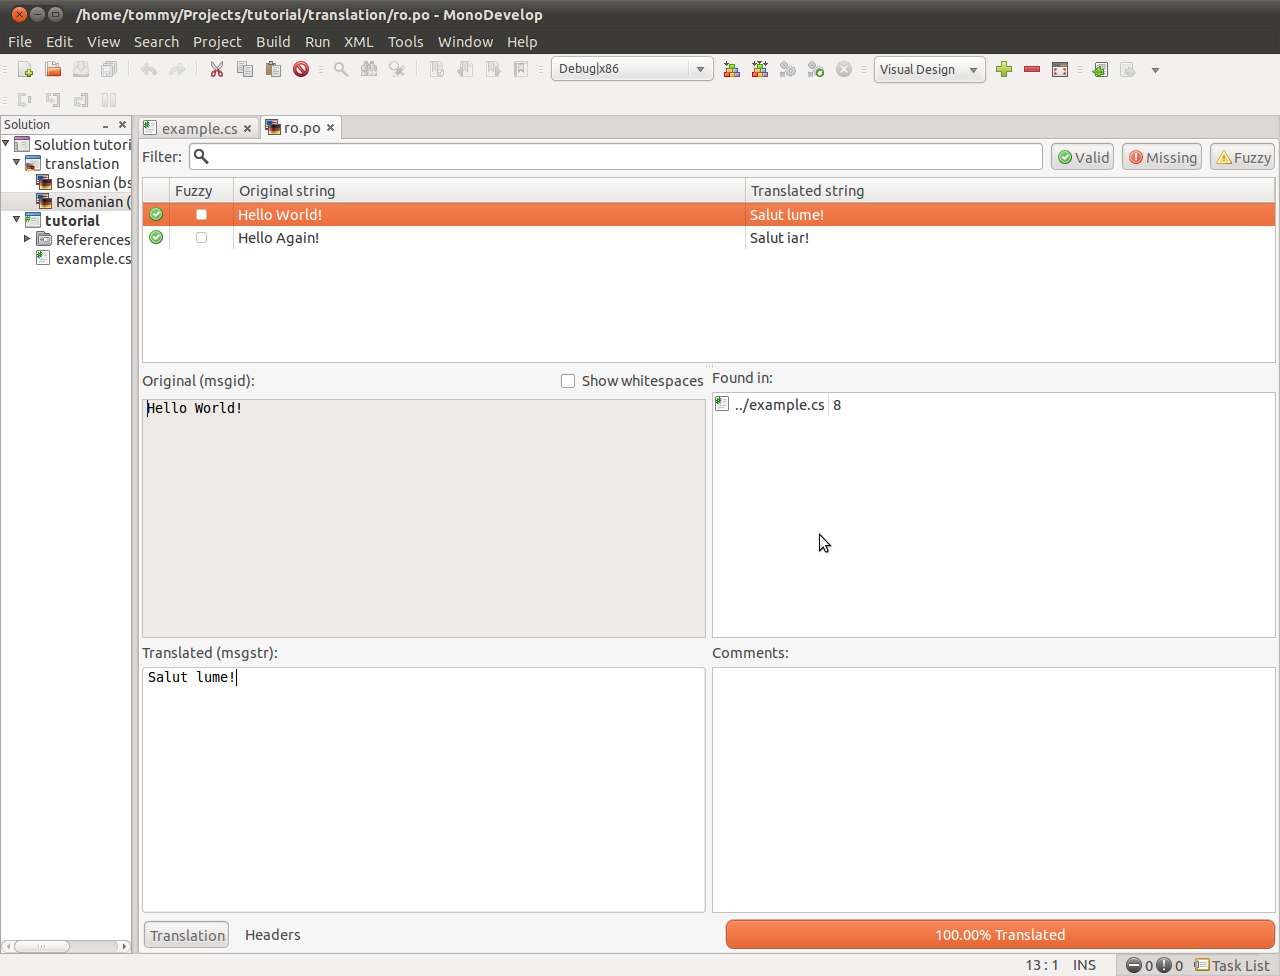 /home/tommy/Projects/tutorial/translation/ro.po - MonoDevelop
File Edit View Search Project Build Run XML Tools Window Help
Debug|x86 Visual Design
Solution
example.cs ro.po
Solution tutori
translation
Bosnian (bs
Romanian (
tutorial
References
example.cs
Filter: Valid Missing Fuzzy
Fuzzy Original string Translated string
Hello World! Salut lume!
Hello Again! Salut iar!
Original (msgid): Show whitespaces Found in:
Hello World!
../example.cs 8
Translated (msgstr): Comments:
Salut lume!
Translation Headers 100.00% Translated
13 : 1 INS 0 0 Task List